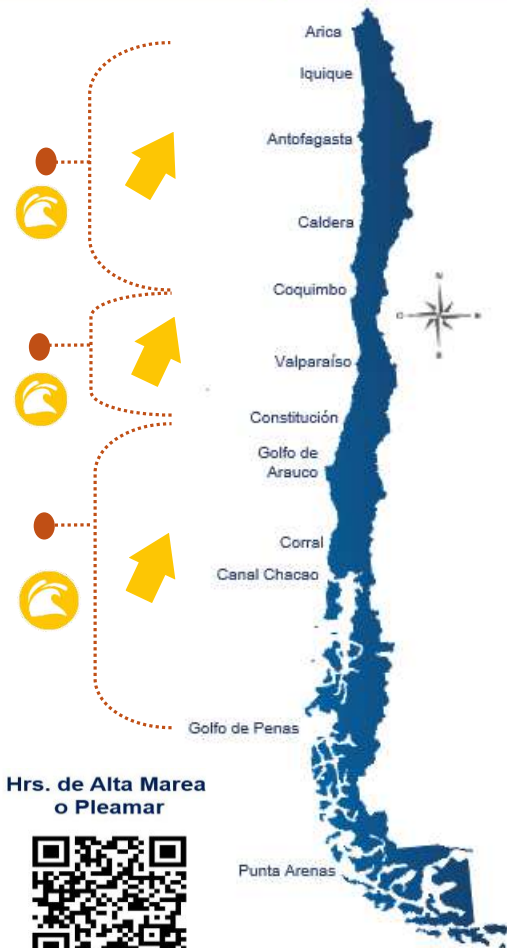 Arica
Iquique
Antofagasta
Caldera
Coquimbo
N
O
E
S
Valparaíso
Constitución
Golfo de
Arauco
Corral
Canal Chacao
Golfo de Penas
Hrs. de Alta Marea
o Pleamar
Punta Arenas